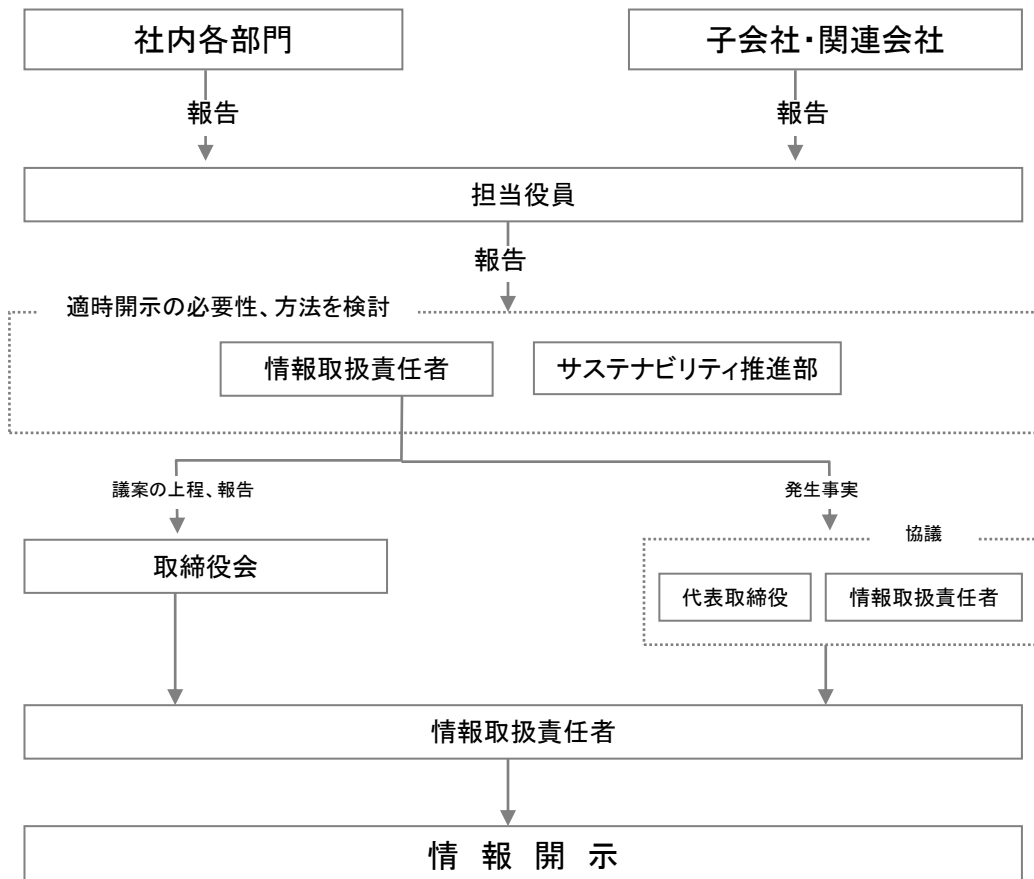 社内各部門
子会社・関連会社
報告
報告
担当役員
報告
適時開示の必要性、方法を検討
情報取扱責任者
サステナビリティ推進部
議案の上程、報告
発生事実
取締役会
協議
代表取締役
情報取扱責任者
情報取扱責任者
情 報 開 示